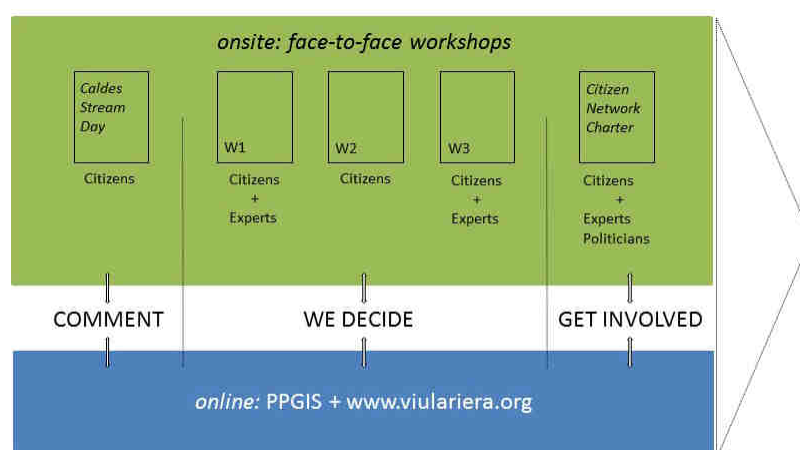 onsite: face-to-face workshops
Caldes
Stream
Day
Citizens
W1
Citizens
+
Experts
W2
Citizens
W3
Citizens
+
Experts
Citizen
Network
Charter
Citizens
+
Experts
Politicians
COMMENT
WE DECIDE
GET INVOLVED
online: PPGIS + www.viulariera.org